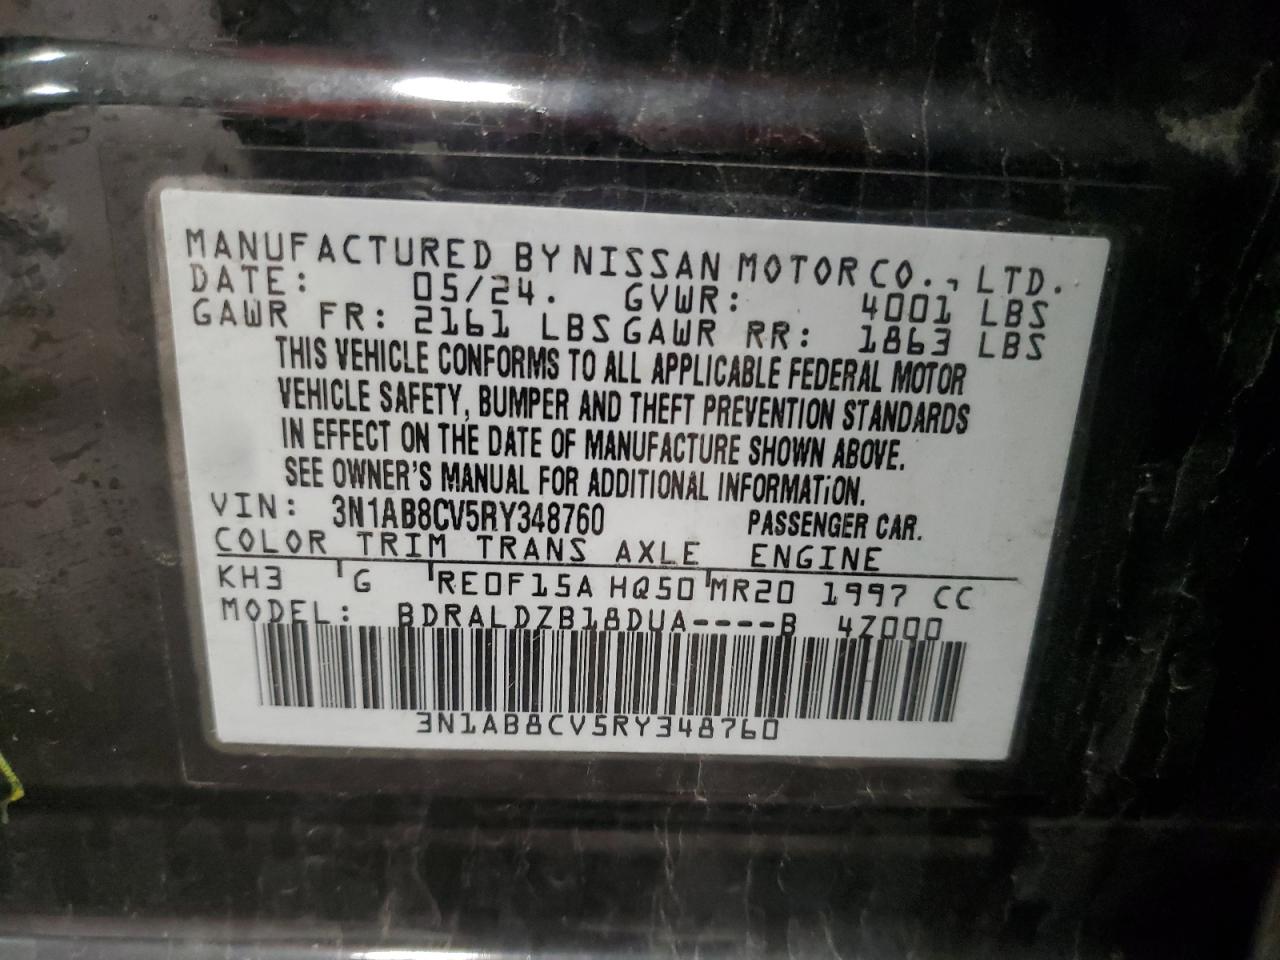 MANUFACTURED BY NISSAN MOTOR CO., LTD.
DATE: 05/24. GVWR: 4001 LBS
GAWR FR: 2161 LBS GAWR RR: 1863 LBS
THIS VEHICLE CONFORMS TO ALL APPLICABLE FEDERAL MOTOR
VEHICLE SAFETY, BUMPER AND THEFT PREVENTION STANDARDS
IN EFFECT ON THE DATE OF MANUFACTURE SHOWN ABOVE.
SEE OWNER'S MANUAL FOR ADDITIONAL INFORMATION.
VIN: 3N1AB8CV5RY348760 PASSENGER CAR.
COLOR TRIM TRANS AXLE ENGINE
KH3 G RE0F15A HQ50 MR20 1997 CC
MODEL: BDRALDZB18DUA----B 4Z000
3N1AB8CV5RY348760